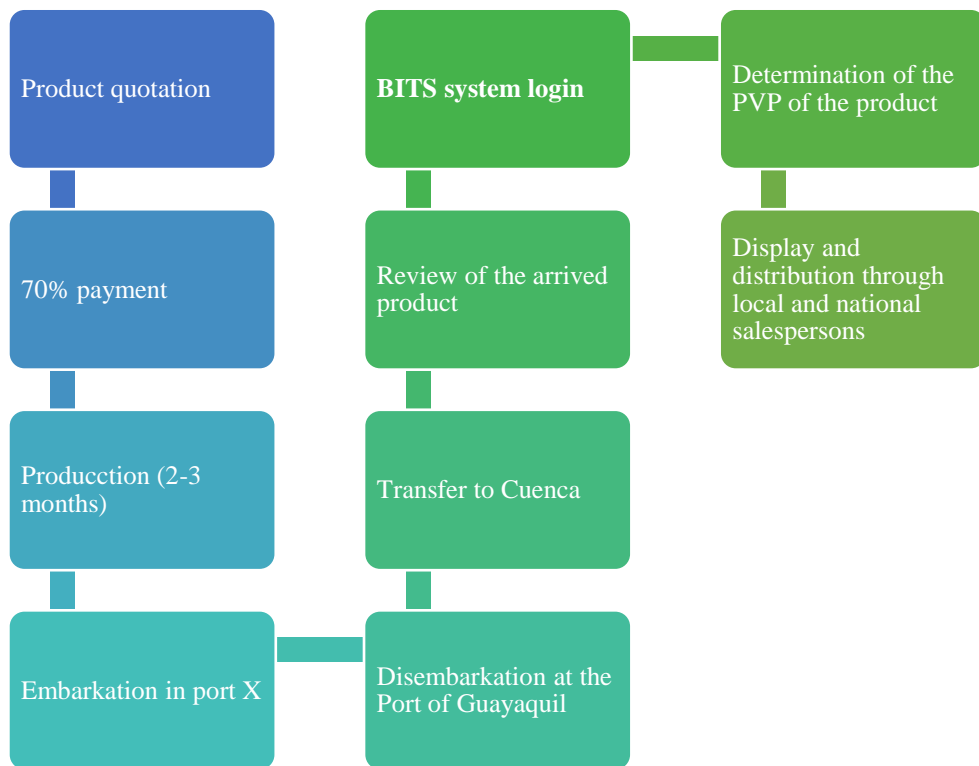 Product quotation
70% payment
Producction (2-3
months)
Embarkation in port X
Disembarkation at the
Port of Guayaquil
Transfer to Cuenca
Review of the arrived
product
BITS system login
Determination of the
PVP of the product
Display and
distribution through
local and national
salespersons